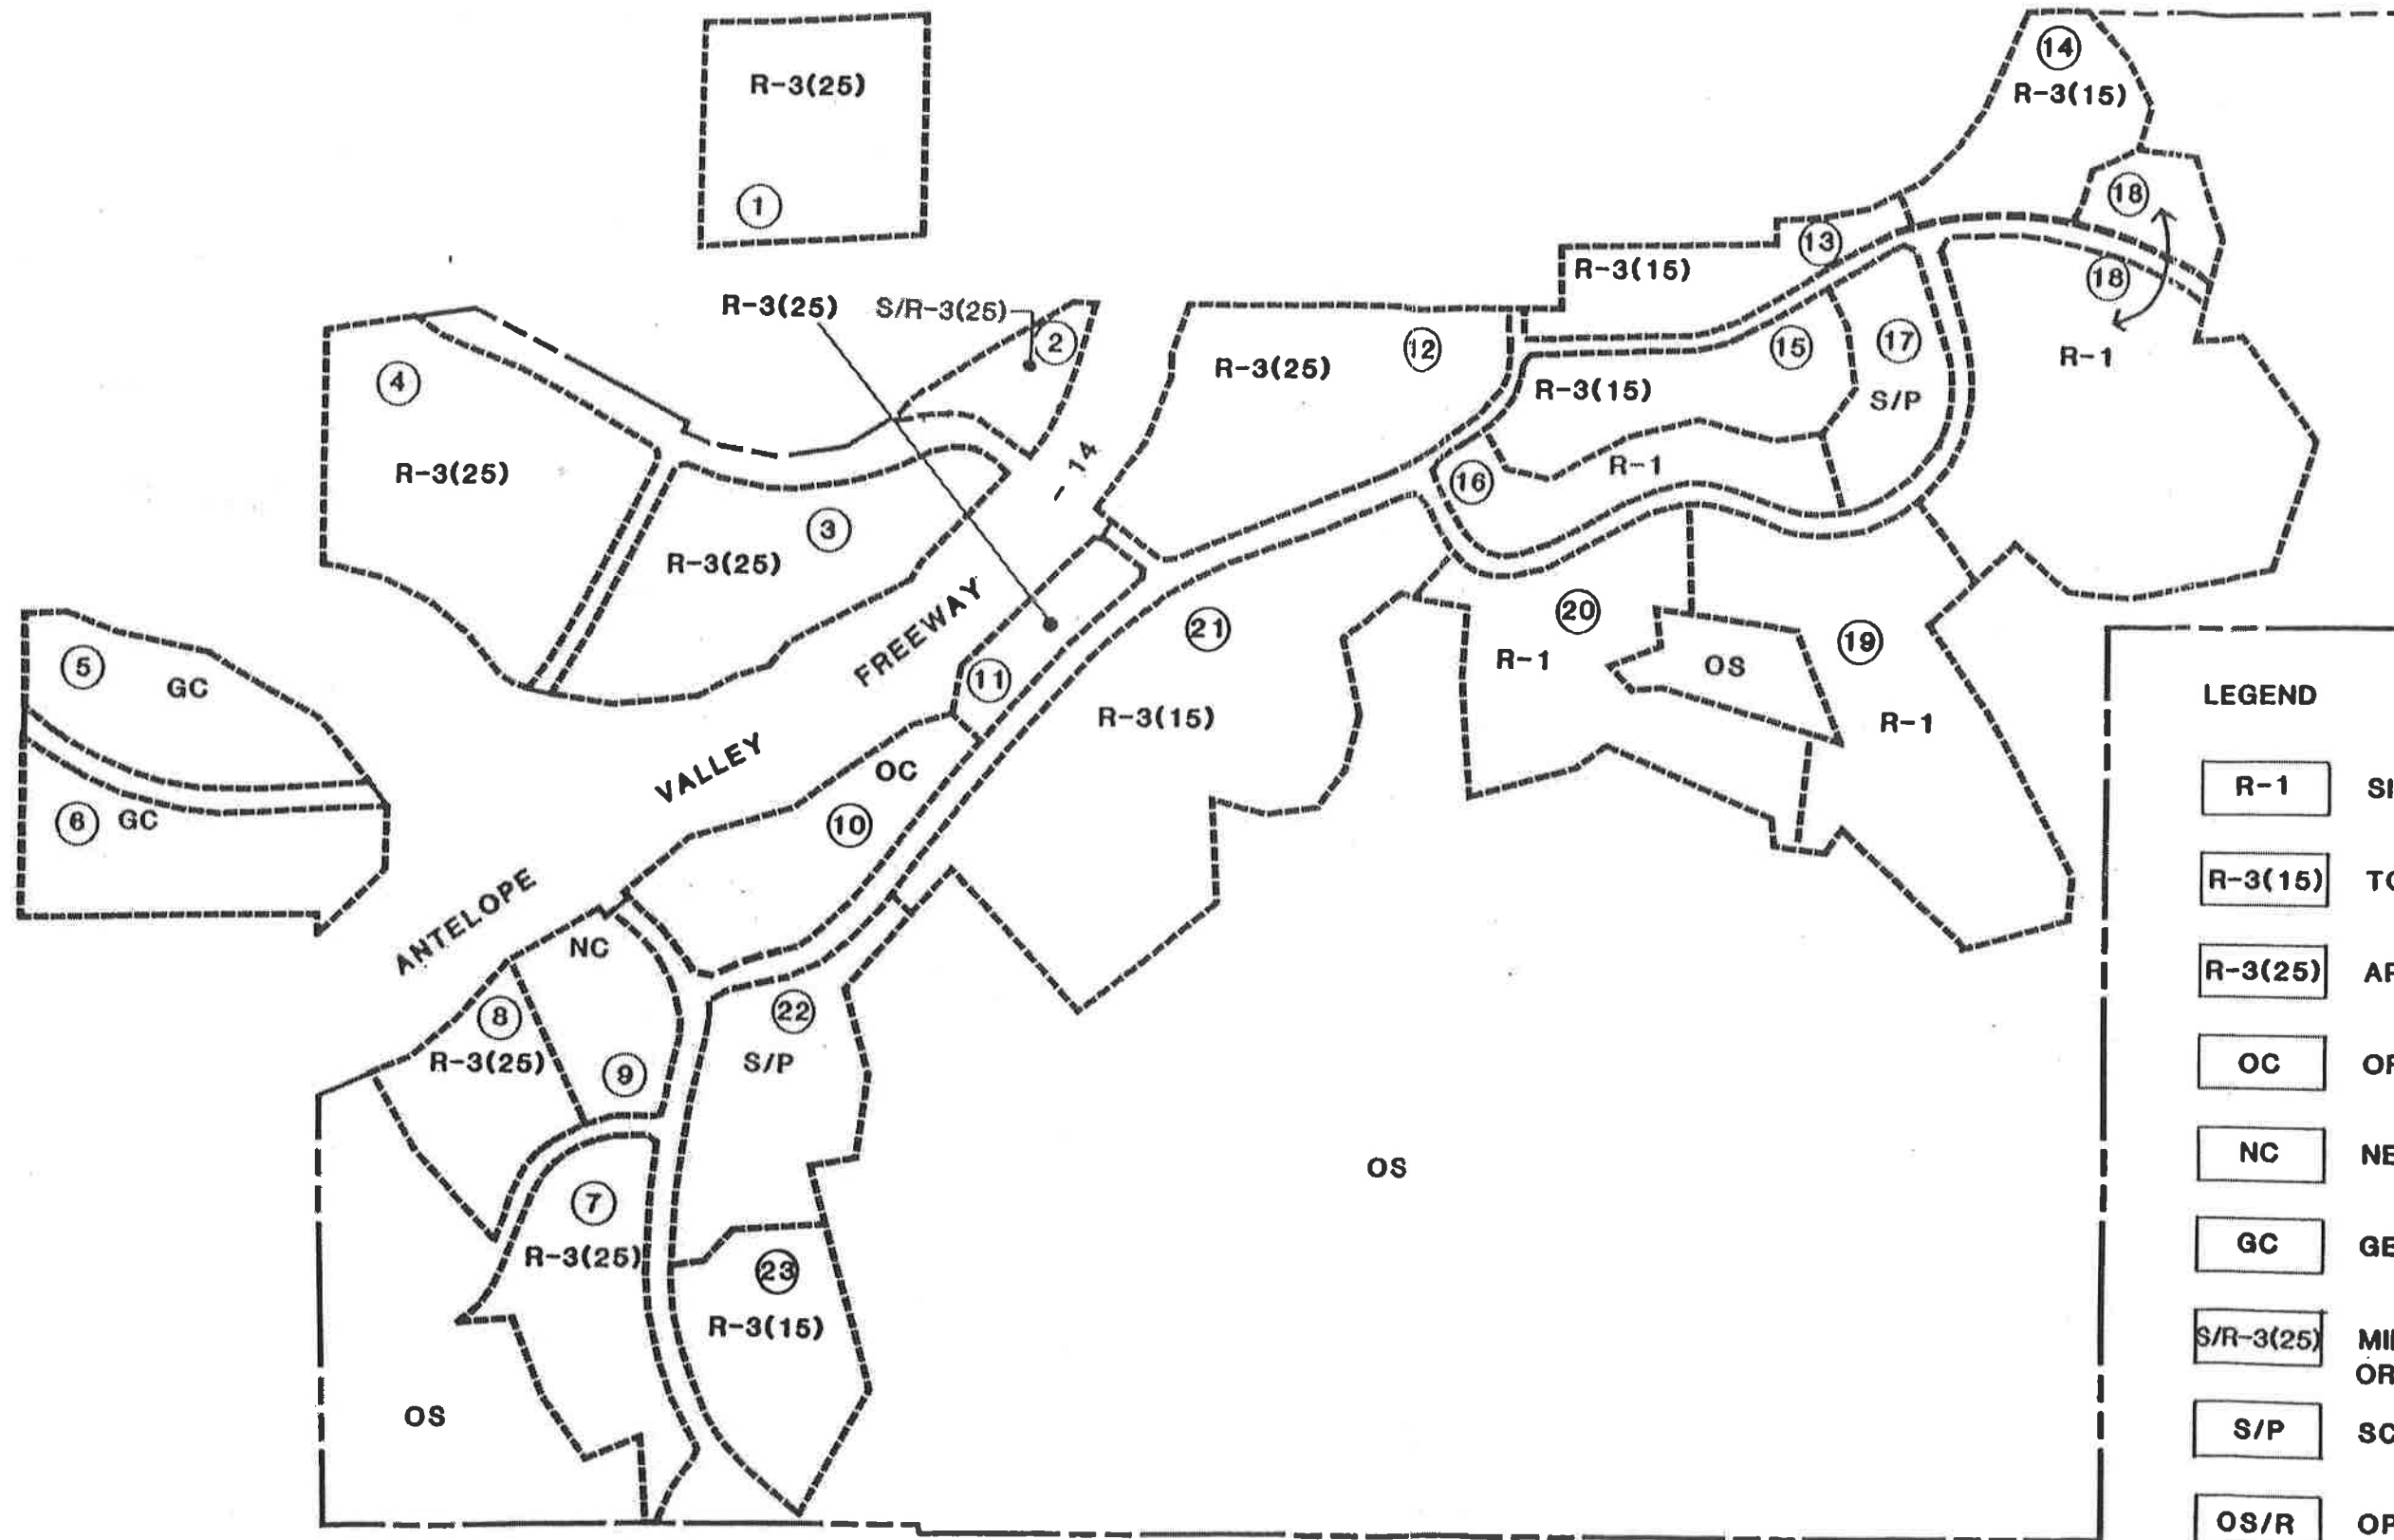 R-3(25)
1
14
R-3(15)
18
18
R-1
13
R-3(15)
R-3(25)
S/R-3(25)
2
12
R-3(25)
15
R-3(15)
17
S/P
16
R-1
4
R-3(25)
3
R-3(25)
- 14
FREEWAY
VALLEY
ANTELOPE
11
21
R-3(15)
20
R-1
OS
19
R-1
5
GC
6
GC
OC
10
NC
8
R-3(25)
9
22
S/P
7
R-3(25)
23
R-3(15)
OS
OS
LEGEND
R-1
R-3(15)
R-3(25)
OC
NC
GC
S/R-3(25)
OR
S/P
SC
OS/R
OP